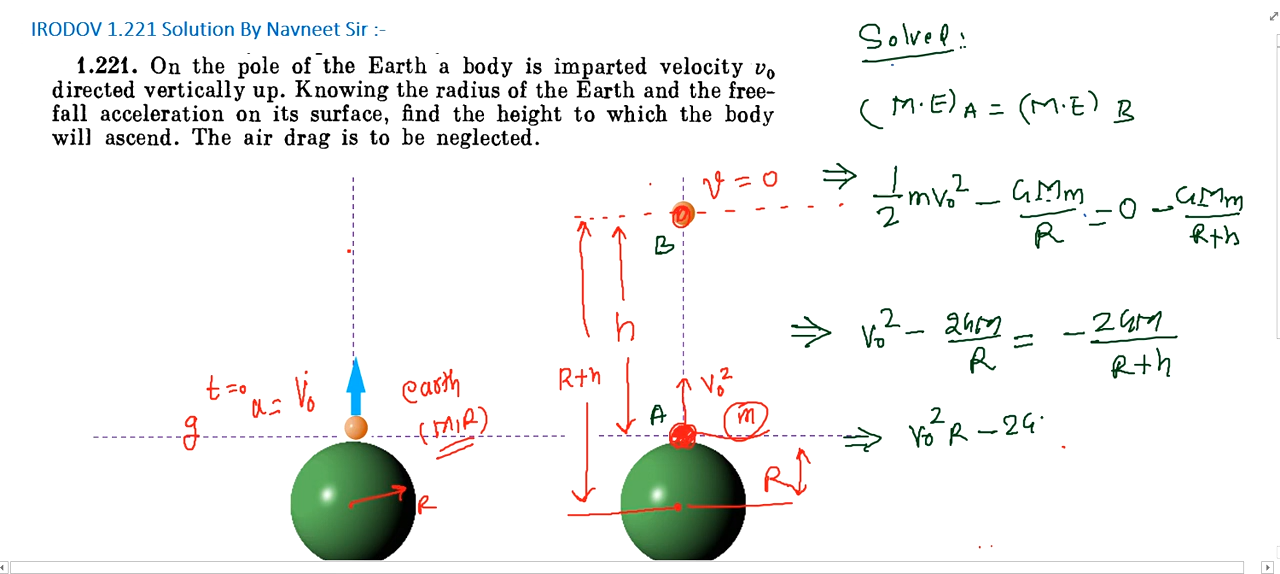 IRODOV 1.221 Solution By Navneet Sir :-
1.221. On the pole of the Earth a body is imparted velocity v₀
directed vertically up. Knowing the radius of the Earth and the free-
fall acceleration on its surface, find the height to which the body
will ascend. The air drag is to be neglected.
t=0
u= v₀
g
earth
(M,R)
R
v = 0
B
h
R+h
A
v₀²
m
R
Solved:
(M.E)A = (M.E) B
⇒ 1/2 mv₀² - GMm/R = 0 - GMm/R+h
⇒ v₀² - 2GM/R = - 2GM/R+h
⇒ v₀² R - 2G